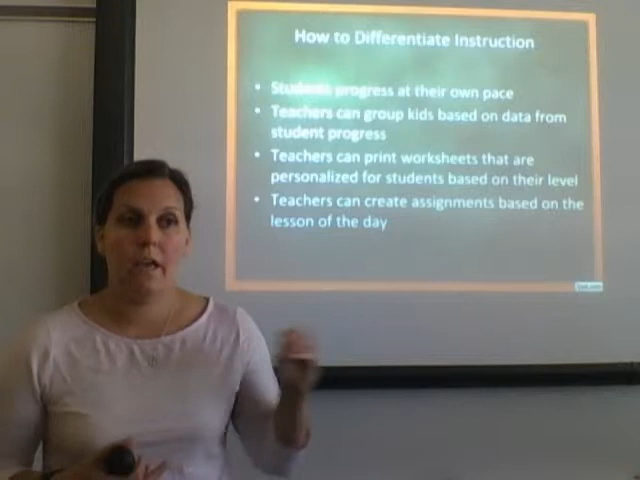 How to Differentiate Instruction
• Students progress at their own pace
• Teachers can group kids based on data from
student progress
• Teachers can print worksheets that are
personalized for students based on their level
• Teachers can create assignments based on the
lesson of the day